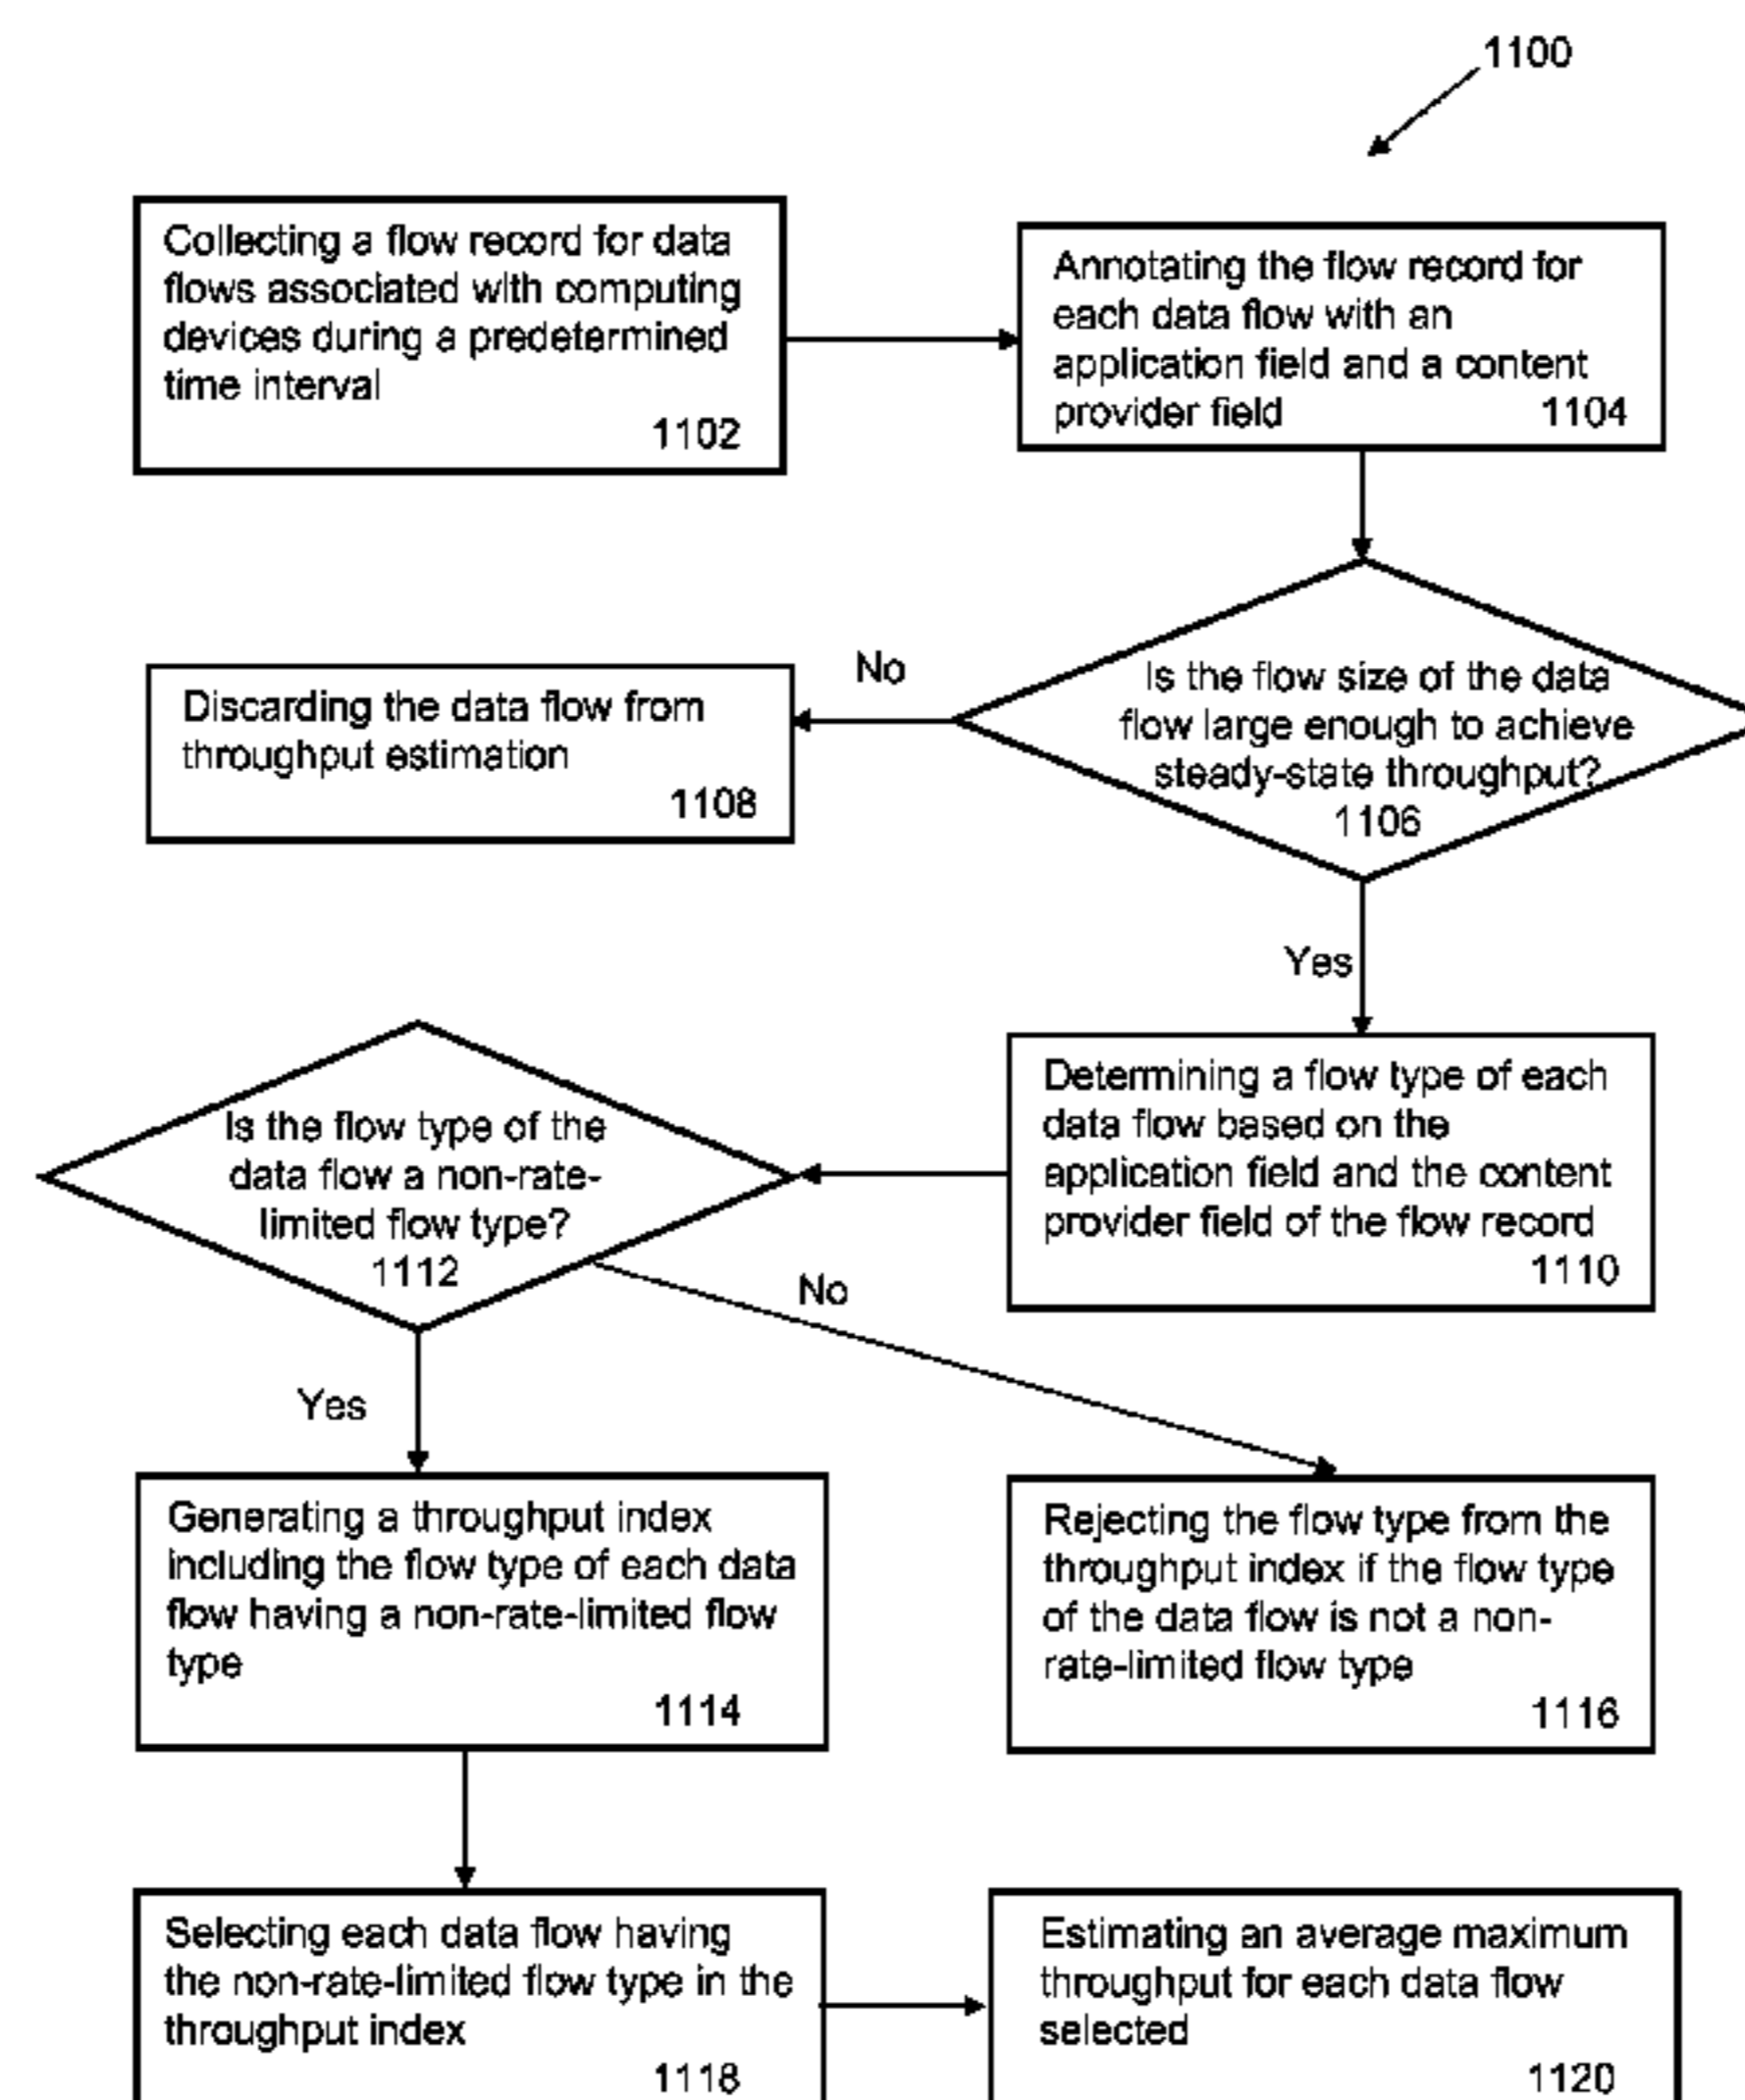 1100
Collecting a flow record for data
flows associated with computing
devices during a predetermined
time interval
1102
Annotating the flow record for
each data flow with an
application field and a content
provider field 1104
Is the flow size of the data
flow large enough to achieve
steady-state throughput?
1106
No
Discarding the data flow from
throughput estimation
1108
Yes
Determining a flow type of each
data flow based on the
application field and the content
provider field of the flow record
1110
Is the flow type of the
data flow a non-rate-
limited flow type?
1112
No
Yes
Generating a throughput index
including the flow type of each data
flow having a non-rate-limited flow
type
1114
Rejecting the flow type from the
throughput index if the flow type
of the data flow is not a non-
rate-limited flow type
1116
Selecting each data flow having
the non-rate-limited flow type in the
throughput index
1118
Estimating an average maximum
throughput for each data flow
selected
1120